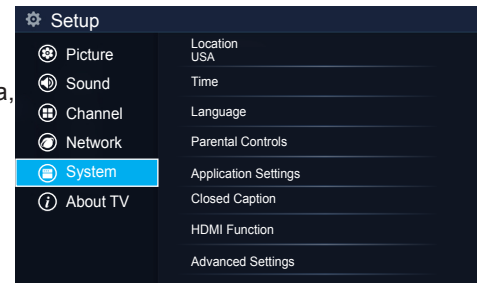 Setup
a,
Picture
Sound
Channel
Network
System
About TV
Location
USA
Time
Language
Parental Controls
Application Settings
Closed Caption
HDMI Function
Advanced Settings